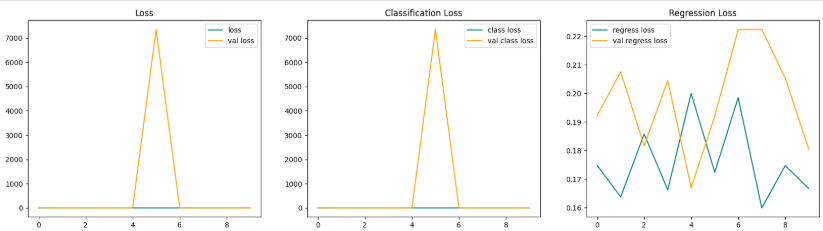 Loss
7000
6000
5000
4000
3000
2000
1000
0
0 2 4 6 8
loss
val loss
Classification Loss
7000
6000
5000
4000
3000
2000
1000
0
0 2 4 6 8
class loss
val class loss
Regression Loss
0.22
0.21
0.20
0.19
0.18
0.17
0.16
0 2 4 6 8
regress loss
val regress loss